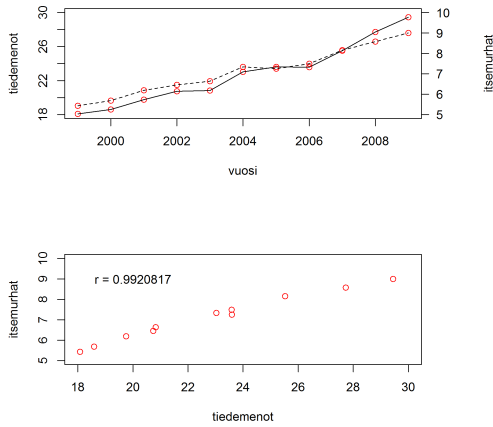 30
26
22
18
tiedemenot
10
9
8
7
6
5
itsemurhat
2000 2002 2004 2006 2008
vuosi
10
9
8
7
6
5
itsemurhat
r = 0.9920817
18 20 22 24 26 28 30
tiedemenot